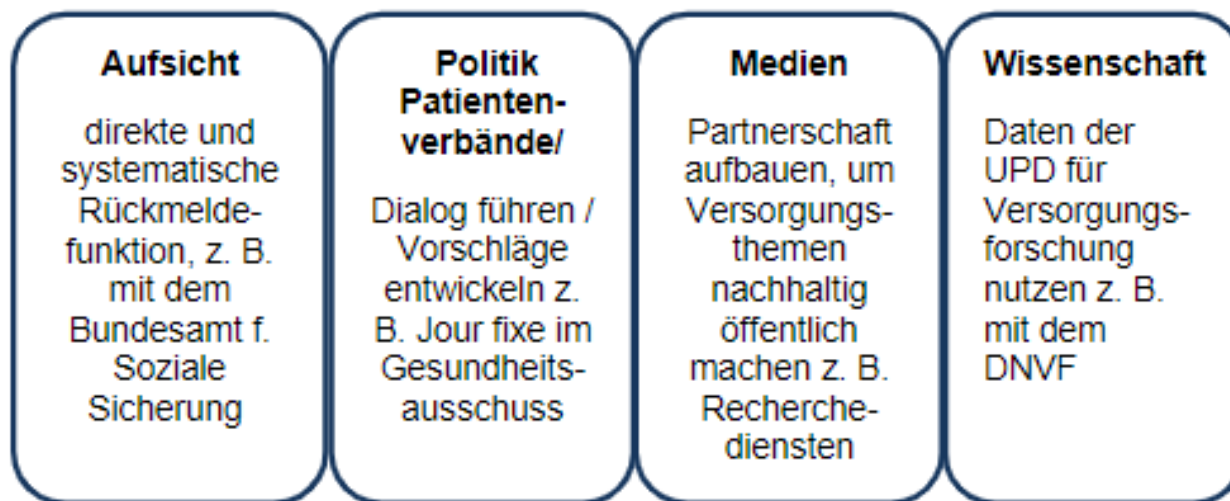 Aufsicht
direkte und
systematische
Rückmelde-
funktion, z. B.
mit dem
Bundesamt f.
Soziale
Sicherung
Politik
Patienten-
verbände/
Dialog führen /
Vorschläge
entwickeln z.
B. Jour fixe im
Gesundheits-
ausschuss
Medien
Partnerschaft
aufbauen, um
Versorgungs-
themen
nachhaltig
öffentlich
machen z. B.
Recherche-
diensten
Wissenschaft
Daten der
UPD für
Versorgungs-
forschung
nutzen z. B.
mit dem
DNVF